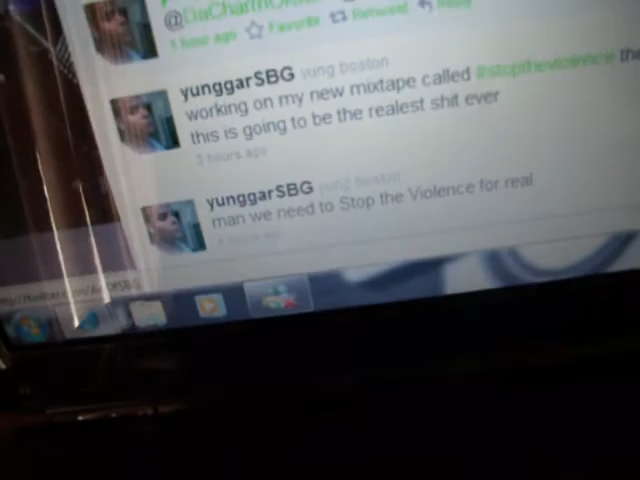 @DaCharm
1 hour ago Favorite Retweet Reply
yunggarSBG yung boston
working on my new mixtape called #stoptheviolence the
this is going to be the realest shit ever
3 hours ago
yunggarSBG yung boston
man we need to Stop the Violence for real